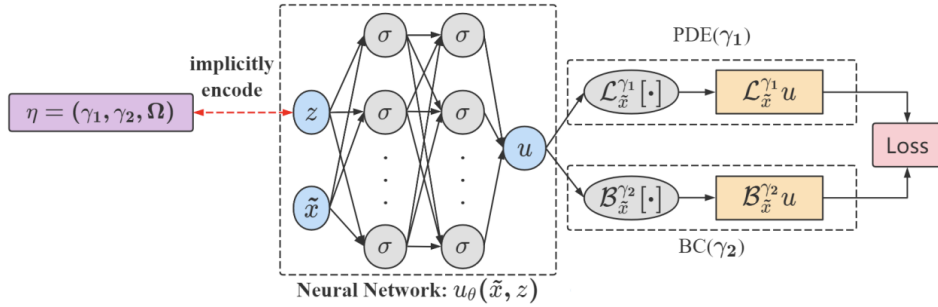 PDE(γ₁)
implicitly
encode
η = (γ₁, γ₂, Ω)
σ σ
z σ σ
x̃ σ σ
u
ℒ_x̃^γ₁[·] ℒ_x̃^γ₁ u
ℬ_x̃^γ₂[·] ℬ_x̃^γ₂ u
Loss
BC(γ₂)
Neural Network: u_θ(x̃, z)